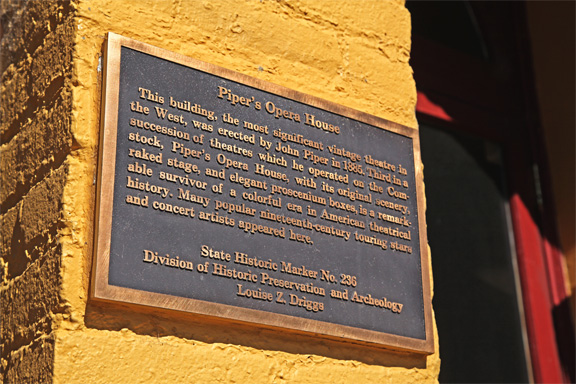 Piper's Opera House
This building, the most significant vintage theatre in
the West, was erected by John Piper in 1885. Third in a
succession of theatres which he operated on the Com-
stock, Piper's Opera House, with its original scenery,
raked stage, and elegant proscenium boxes, is a remark-
able survivor of a colorful era in American theatrical
history. Many popular nineteenth-century touring stars
and concert artists appeared here.
State Historic Marker No. 236
Division of Historic Preservation and Archeology
Louise Z. Driggs